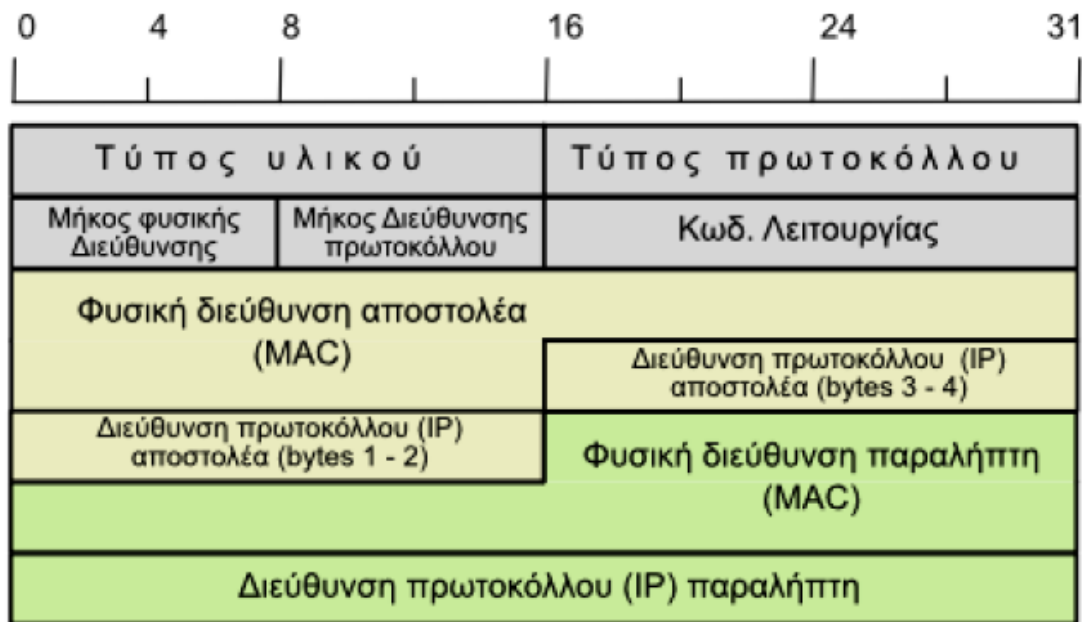 0 4 8 16 24 31
Τύπος υλικού
Τύπος πρωτοκόλλου
Μήκος φυσικής
Διεύθυνσης
Μήκος Διεύθυνσης
πρωτοκόλλου
Κωδ. Λειτουργίας
Φυσική διεύθυνση αποστολέα
(MAC)
Διεύθυνση πρωτοκόλλου (IP)
αποστολέα (bytes 3 - 4)
Διεύθυνση πρωτοκόλλου (IP)
αποστολέα (bytes 1 - 2)
Φυσική διεύθυνση παραλήπτη
(MAC)
Διεύθυνση πρωτοκόλλου (IP) παραλήπτη